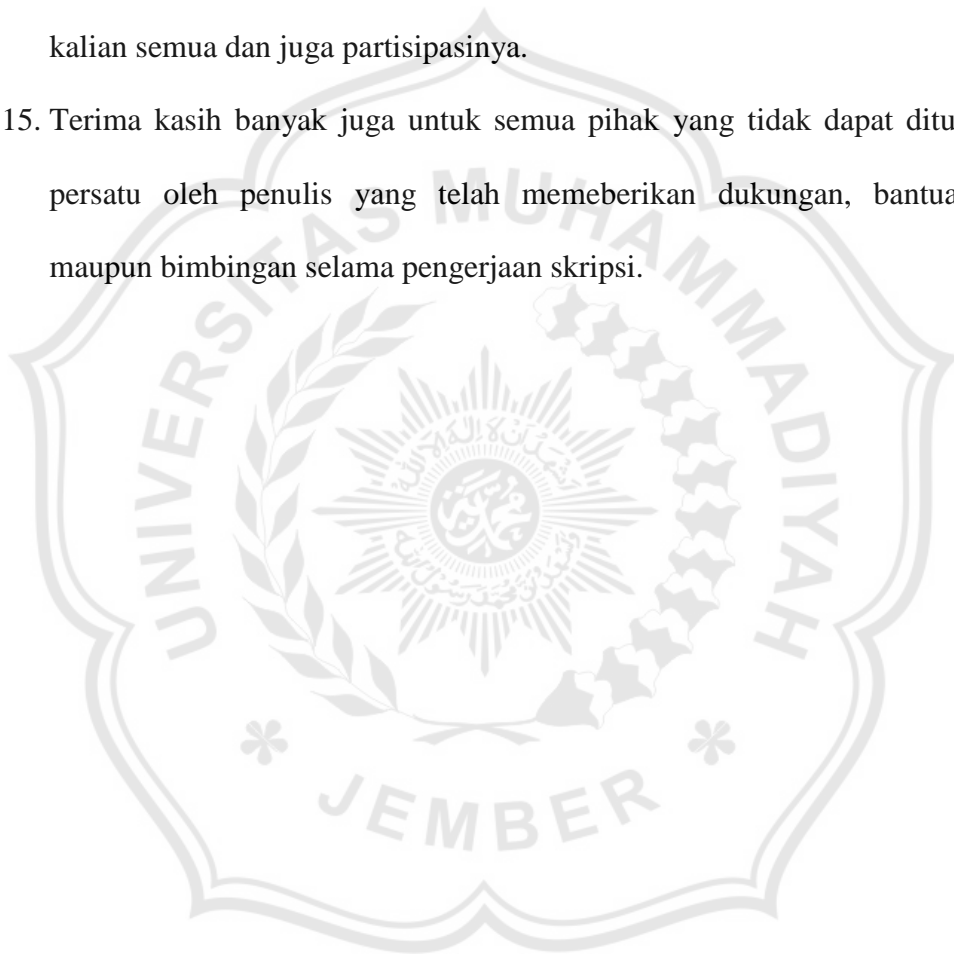 kalian semua dan juga partisipasinya.
15. Terima kasih banyak juga untuk semua pihak yang tidak dapat ditu
persatu oleh penulis yang telah memeberikan dukungan, bantua
maupun bimbingan selama pengerjaan skripsi.
UNIVERSITAS MUHAMMADIYAH
JEMBER